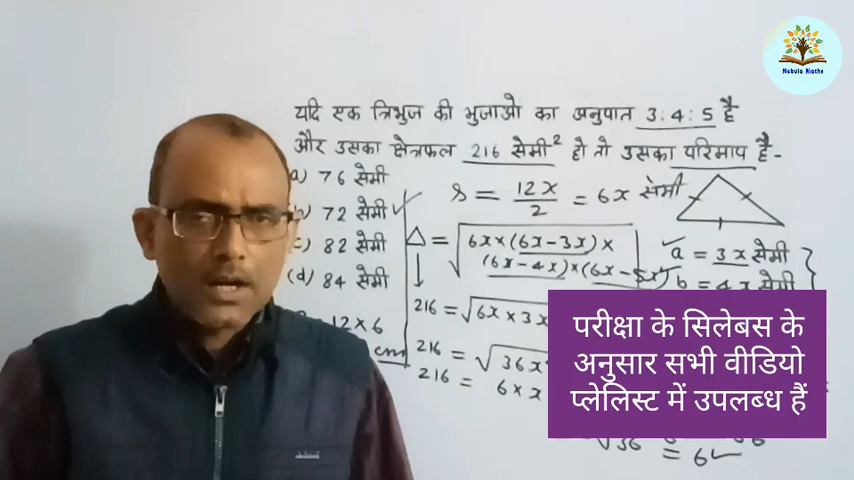 Nebula Maths
यदि एक त्रिभुज की भुजाओ का अनुपात 3:4:5 है
और उसका क्षेत्रफल 216 सेमी² हो तो उसका परिमाप है-
a) 76 सेमी
b) 72 सेमी ✓
c) 82 सेमी
(d) 84 सेमी
12×6
cm
s = 12x/2 = 6x सेमी
△ = √6x×(6x-3x)×
(6x-4x)×(6x-5x)
216 = √6x×3x
216 = √36x
216 = 6×x
a = 3x सेमी
b = 4x सेमी
√36
= 6
परीक्षा के सिलेबस के
अनुसार सभी वीडियो
प्लेलिस्ट में उपलब्ध हैं